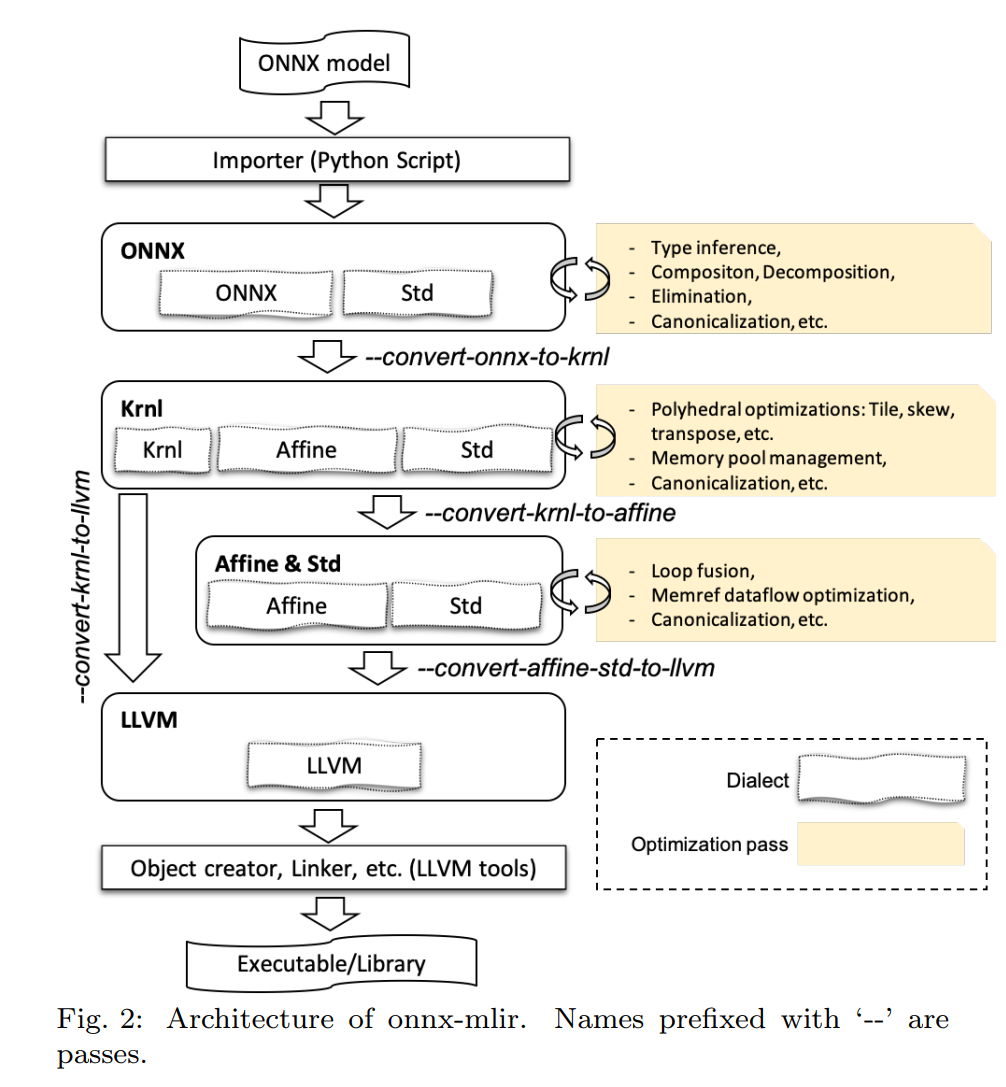 ONNX model
Importer (Python Script)
ONNX
ONNX
Std
- Type inference,
- Compositon, Decomposition,
- Elimination,
- Canonicalization, etc.
--convert-onnx-to-krnl
Krnl
Krnl
Affine
Std
- Polyhedral optimizations: Tile, skew,
transpose, etc.
- Memory pool management,
- Canonicalization, etc.
--convert-krnl-to-llvm
--convert-krnl-to-affine
Affine & Std
Affine
Std
- Loop fusion,
- Memref dataflow optimization,
- Canonicalization, etc.
--convert-affine-std-to-llvm
LLVM
LLVM
Dialect
Optimization pass
Object creator, Linker, etc. (LLVM tools)
Executable/Library
Fig. 2: Architecture of onnx-mlir. Names prefixed with ‘--’ are
passes.